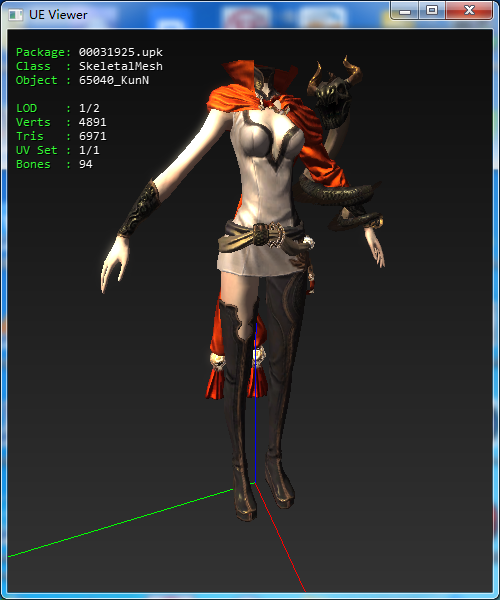 UE Viewer
Package: 00031925.upk
Class : SkeletalMesh
Object : 65040_KunN
LOD : 1/2
Verts : 4891
Tris : 6971
UV Set : 1/1
Bones : 94